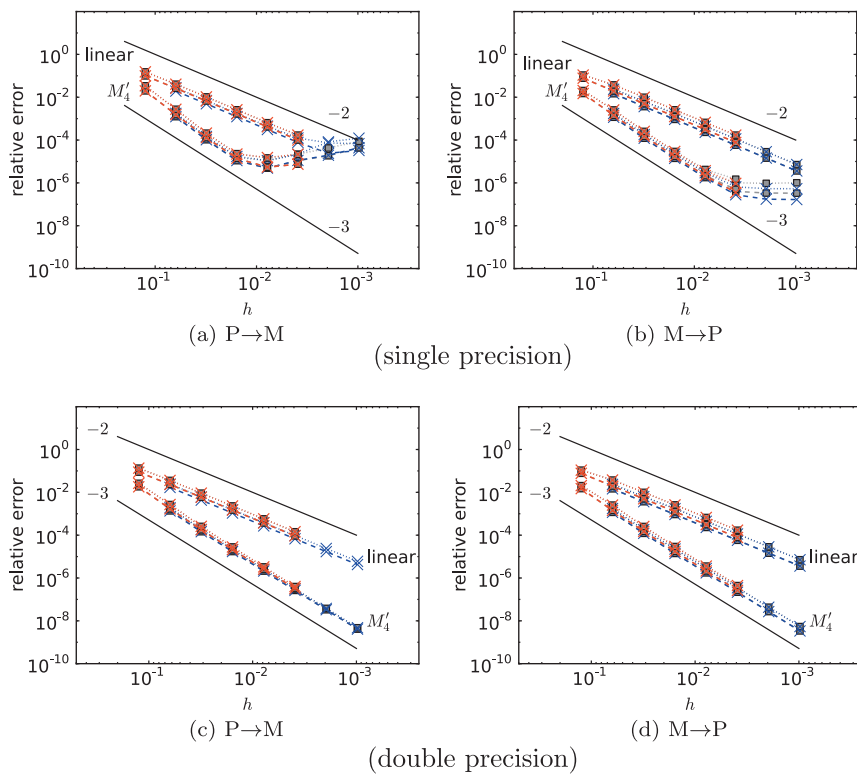 10^0
10^-2
10^-4
10^-6
10^-8
10^-10
relative error
linear
M'_4
−2
−3
10^-1
10^-2
10^-3
h
(a) P→M
10^0
10^-2
10^-4
10^-6
10^-8
10^-10
relative error
linear
M'_4
−2
−3
10^-1
10^-2
10^-3
h
(b) M→P
(single precision)
10^0
10^-2
10^-4
10^-6
10^-8
10^-10
relative error
−2
−3
linear
M'_4
10^-1
10^-2
10^-3
h
(c) P→M
10^0
10^-2
10^-4
10^-6
10^-8
10^-10
relative error
−2
−3
linear
M'_4
10^-1
10^-2
10^-3
h
(d) M→P
(double precision)